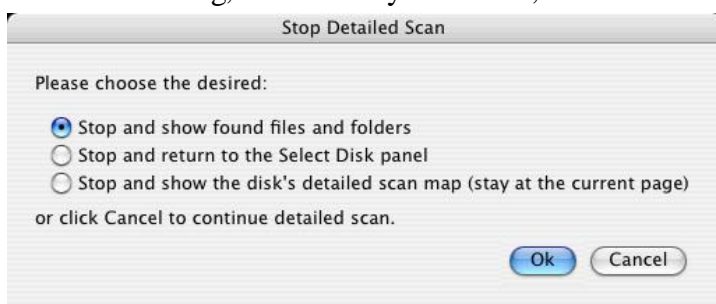 Stop Detailed Scan
Please choose the desired:
Stop and show found files and folders
Stop and return to the Select Disk panel
Stop and show the disk's detailed scan map (stay at the current page)
or click Cancel to continue detailed scan.
Ok Cancel